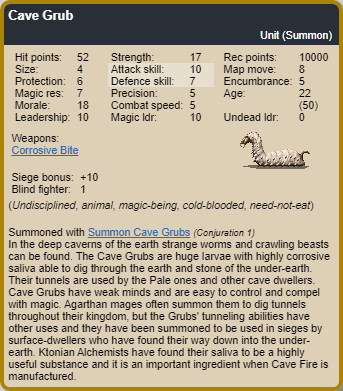 Cave Grub
Unit (Summon)
Hit points: 52 Strength: 17 Rec points: 10000
Size: 4 Attack skill: 10 Map move: 8
Protection: 6 Defence skill: 7 Encumbrance: 5
Magic res: 7 Precision: 5 Age: 22
Morale: 18 Combat speed: 5 (50)
Leadership: 10 Magic ldr: 10 Undead ldr: 0
Weapons:
Corrosive Bite
Siege bonus: +10
Blind fighter: 1
(Undisciplined, animal, magic-being, cold-blooded, need-not-eat)
Summoned with Summon Cave Grubs (Conjuration 1)
In the deep caverns of the earth strange worms and crawling beasts
can be found. The Cave Grubs are huge larvae with highly corrosive
saliva able to dig through the earth and stone of the under-earth.
Their tunnels are used by the Pale ones and other cave dwellers.
Cave Grubs have weak minds and are easy to control and compel
with magic. Agarthan mages often summon them to dig tunnels
throughout their kingdom, but the Grubs' tunneling abilities have
other uses and they have been summoned to be used in sieges by
surface-dwellers who have found their way down into the under-
earth. Ktonian Alchemists have found their saliva to be a highly
useful substance and it is an important ingredient when Cave Fire is
manufactured.